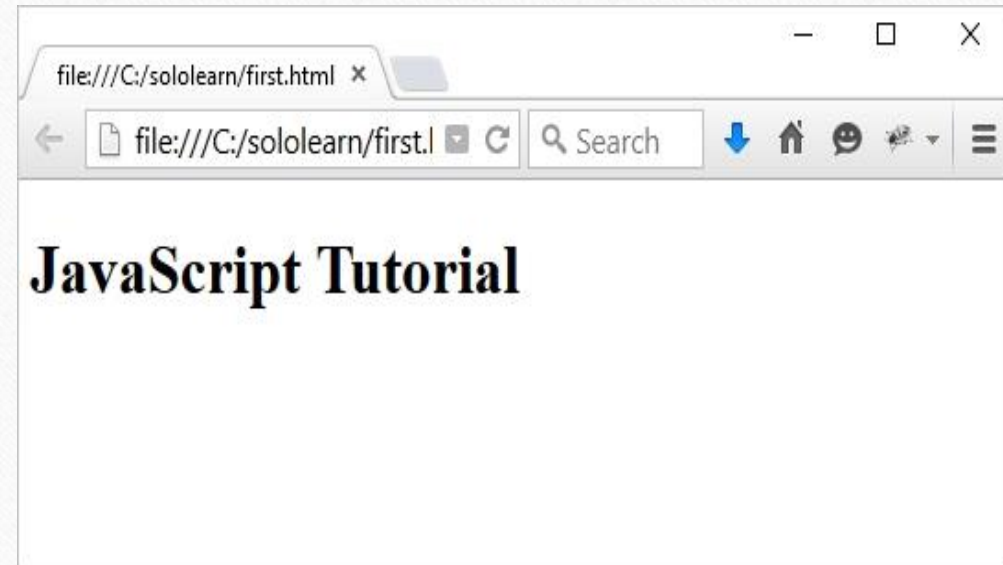 file:///C:/sololearn/first.html
file:///C:/sololearn/first.l
Search
JavaScript Tutorial